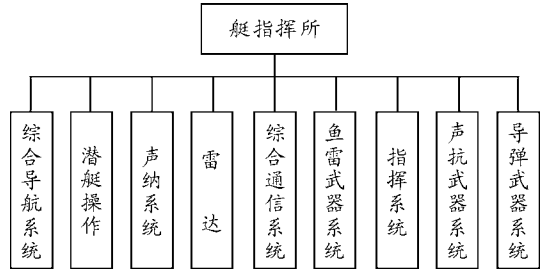 艇指挥所
综合导航系统
潜艇操作
声纳系统
雷达
综合通信系统
鱼雷武器系统
指挥系统
声抗武器系统
导弹武器系统